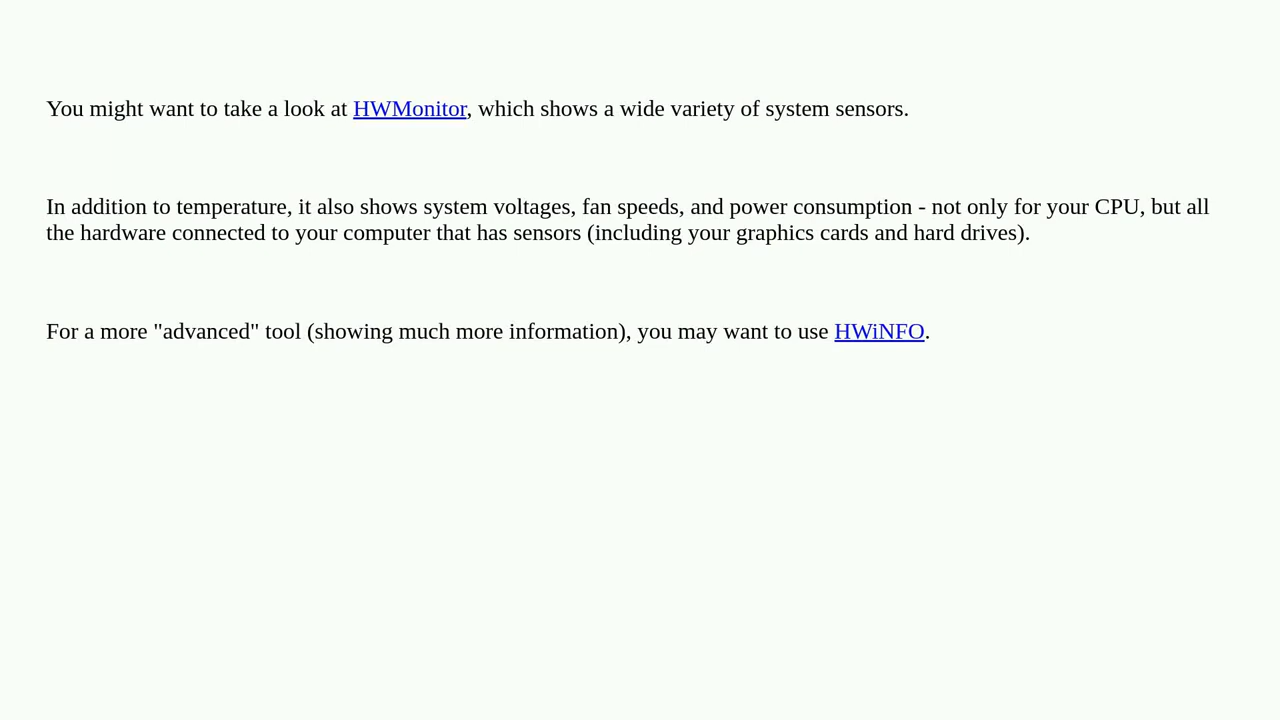 You might want to take a look at HWMonitor, which shows a wide variety of system sensors.
In addition to temperature, it also shows system voltages, fan speeds, and power consumption - not only for your CPU, but all
the hardware connected to your computer that has sensors (including your graphics cards and hard drives).
For a more "advanced" tool (showing much more information), you may want to use HWiNFO.